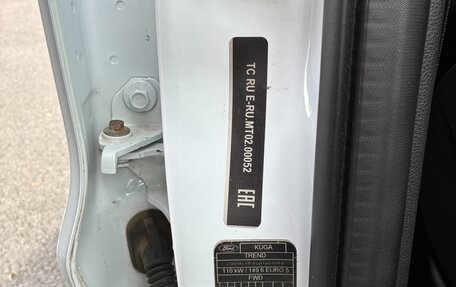 TC RU E-RU.MT02.00052
EAC
Ford
KUGA
TREND
110 kW / 149.6 EURO 5
FWD